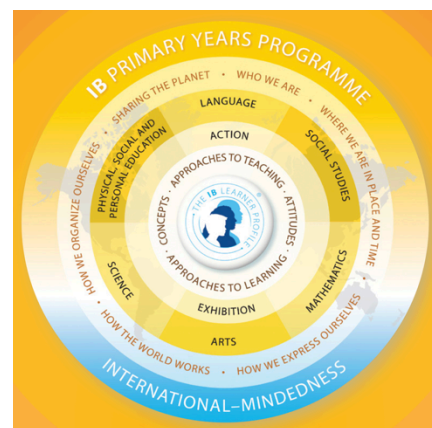 IB PRIMARY YEARS PROGRAMME
SHARING THE PLANET • WHO WE ARE • WHERE WE ARE IN PLACE AND TIME • HOW WE EXPRESS OURSELVES • HOW THE WORLD WORKS • HOW WE ORGANIZE OURSELVES •
LANGUAGE
SOCIAL STUDIES
MATHEMATICS
ARTS
SCIENCE
PHYSICAL, SOCIAL AND
PERSONAL EDUCATION
ACTION
EXHIBITION
APPROACHES TO TEACHING · ATTITUDES · APPROACHES TO LEARNING · CONCEPTS ·
THE IB LEARNER PROFILE
®
INTERNATIONAL–MINDEDNESS